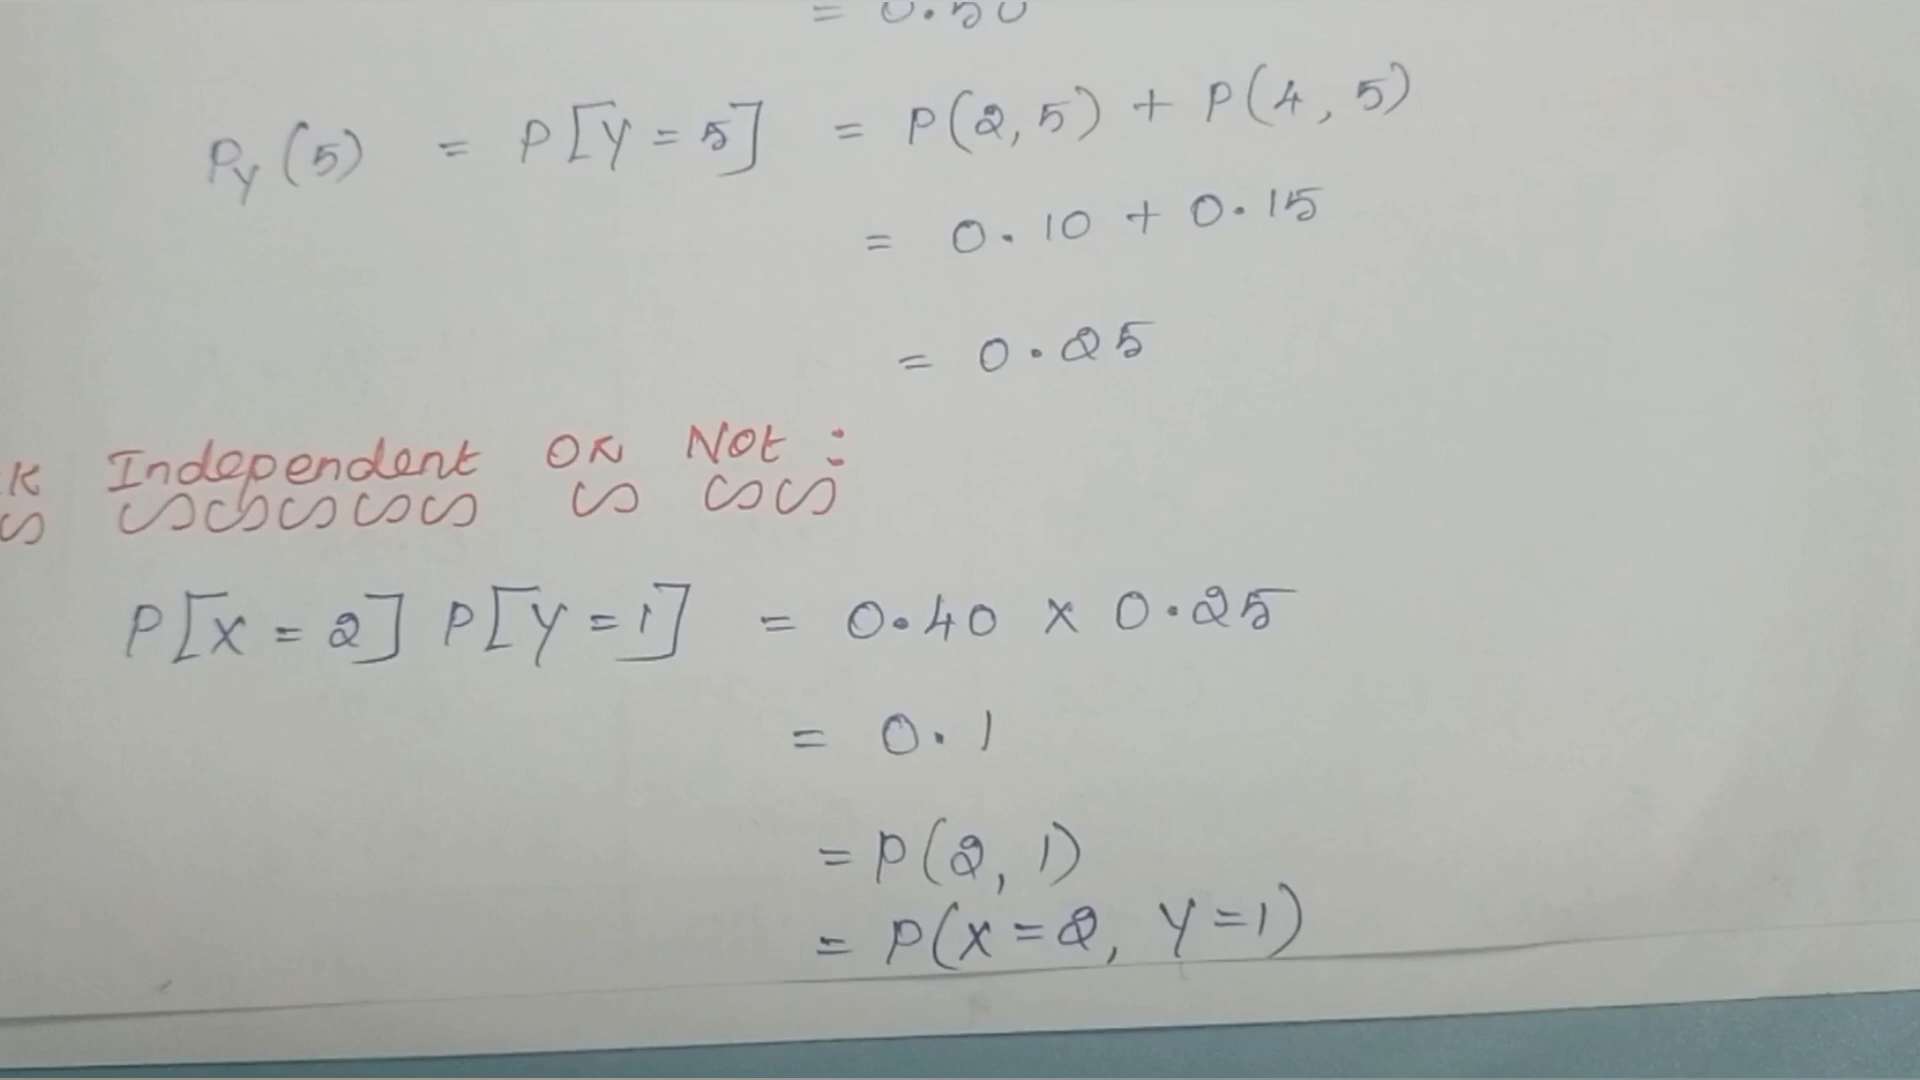 = 0.50
P_Y(5) = P[Y = 5] = P(2, 5) + P(4, 5)
= 0.10 + 0.15
= 0.25
k Independent OR Not :
P[X = 2] P[Y = 1] = 0.40 x 0.25
= 0.1
= P(2, 1)
= P(X = 2, Y = 1)